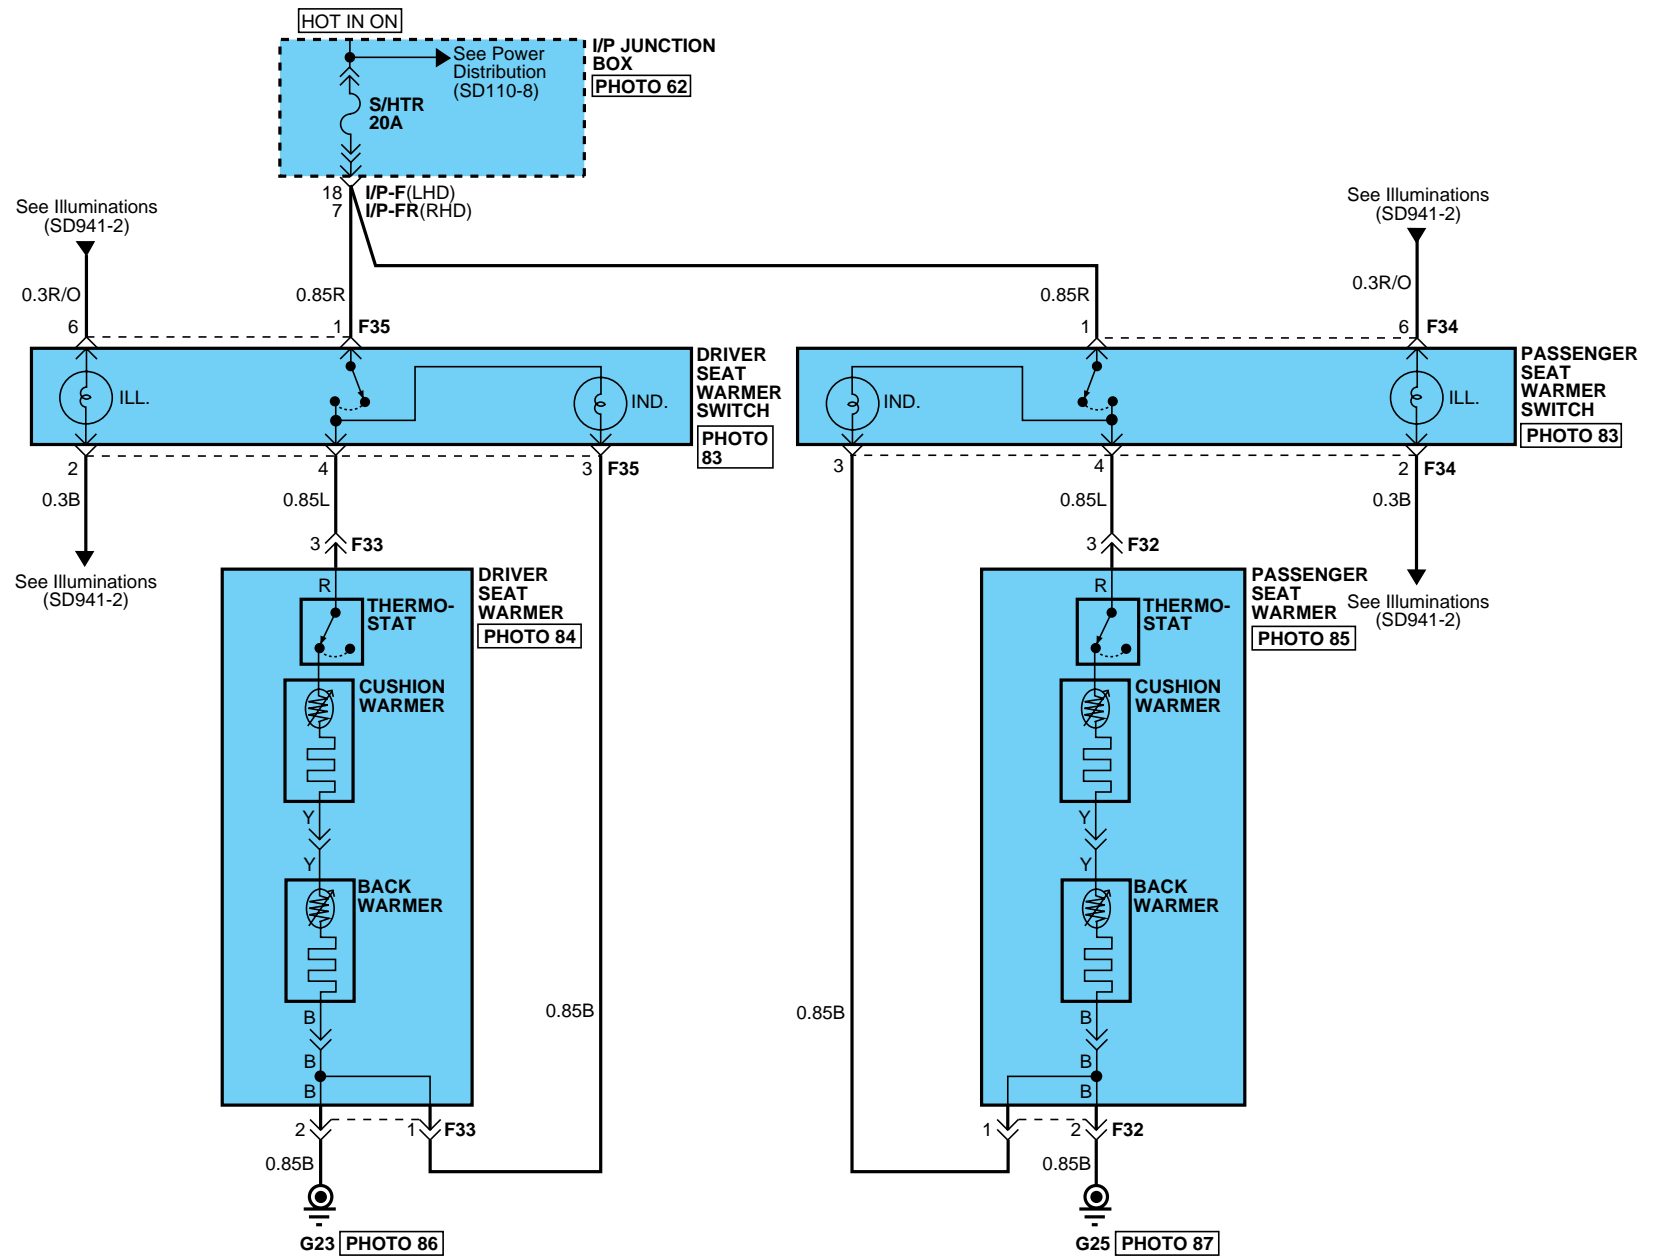 HOT IN ON
See Power
Distribution
(SD110-8)
S/HTR
20A
I/P JUNCTION
BOX
PHOTO 62
18 I/P-F(LHD)
7 I/P-FR(RHD)
See Illuminations
(SD941-2)
See Illuminations
(SD941-2)
0.3R/O
0.85R
0.85R
0.3R/O
6
1 F35
1
6 F34
ILL.
IND.
DRIVER
SEAT
WARMER
SWITCH
PHOTO
83
IND.
ILL.
PASSENGER
SEAT
WARMER
SWITCH
PHOTO 83
2
4
3 F35
3
4
2 F34
0.3B
0.85L
0.85L
0.3B
3 F33
3 F32
See Illuminations
(SD941-2)
See Illuminations
(SD941-2)
R
THERMO-
STAT
DRIVER
SEAT
WARMER
PHOTO 84
CUSHION
WARMER
Y
Y
BACK
WARMER
B
B
B
0.85B
2
1 F33
0.85B
G23 PHOTO 86
R
THERMO-
STAT
PASSENGER
SEAT
WARMER
PHOTO 85
CUSHION
WARMER
Y
Y
BACK
WARMER
B
B
B
0.85B
1
2 F32
0.85B
G25 PHOTO 87